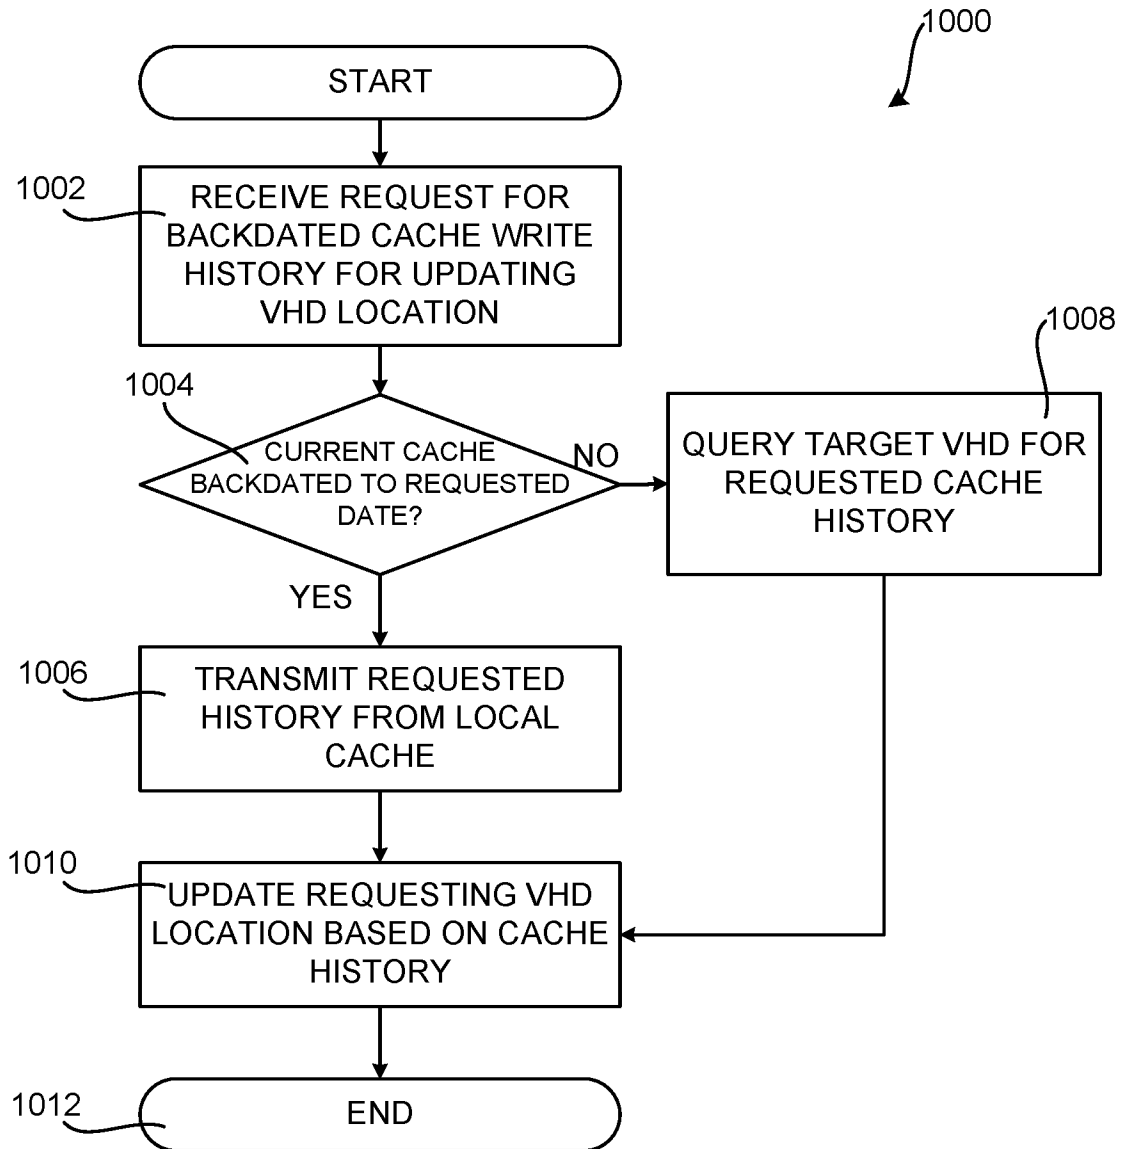 1000
START
1002
RECEIVE REQUEST FOR
BACKDATED CACHE WRITE
HISTORY FOR UPDATING
VHD LOCATION
1004
CURRENT CACHE
BACKDATED TO REQUESTED
DATE?
NO
1008
QUERY TARGET VHD FOR
REQUESTED CACHE
HISTORY
YES
1006
TRANSMIT REQUESTED
HISTORY FROM LOCAL
CACHE
1010
UPDATE REQUESTING VHD
LOCATION BASED ON CACHE
HISTORY
1012
END